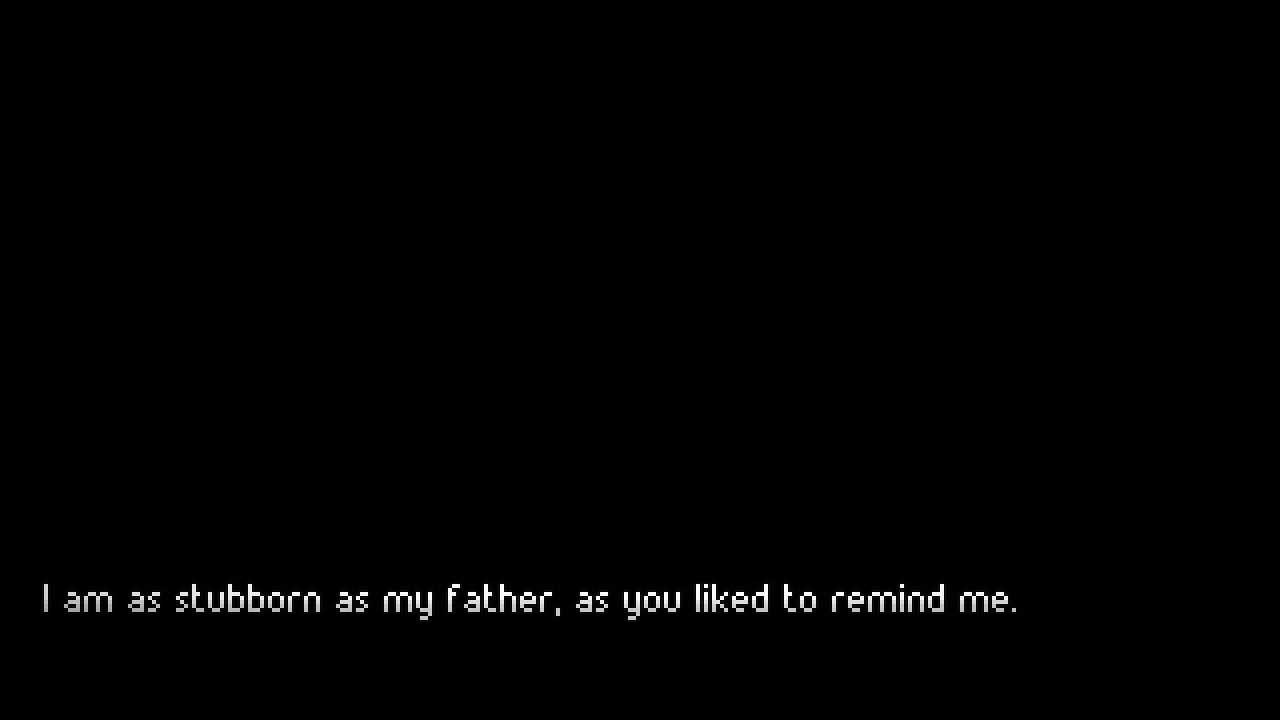 I am as stubborn as my father, as you liked to remind me.